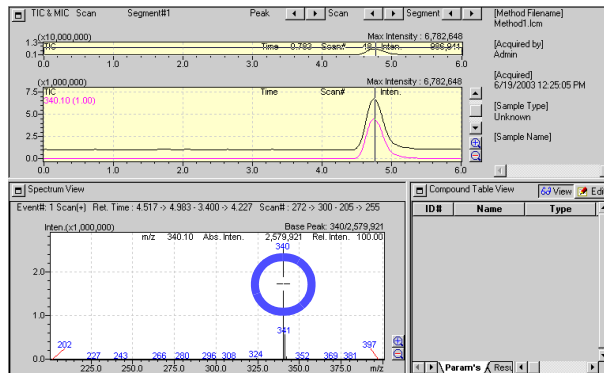 TIC & MIC Scan Segment#1 Peak Scan Segment
(x10,000,000) Max Intensity : 6,782,648
1.3 TIC Time 0.783 Scan# Inten. 986,911
0.1
0.0 1.0 2.0 3.0 4.0 5.0 6.0
(x1,000,000) Max Intensity : 6,782,648
7.5 TIC Time Scan# Inten.
340.10 (1.00)
5.0
2.5
0.0
0.0 1.0 2.0 3.0 4.0 5.0 6.0
[Method Filename]
Method1.lcm
[Acquired by]
Admin
[Acquired]
6/19/2003 12:25:05 PM
[Sample Type]
Unknown
[Sample Name]
Spectrum View
Event#: 1 Scan(+) Ret. Time : 4.517 -> 4.983 - 3.400 -> 4.227 Scan# : 272 -> 300 - 205 -> 255
Inten.(x1,000,000) Base Peak: 340/2,579,921
m/z 340.10 Abs. Inten. 2,579,921 Rel. Inten. 100.00
340
2.0
1.0
341
202 397
227 243 266 280 296 308 324 352 369 381
0.0
225.0 250.0 275.0 300.0 325.0 350.0 375.0 m/z
Compound Table View View Edi
ID# Name Type
Param's Resu